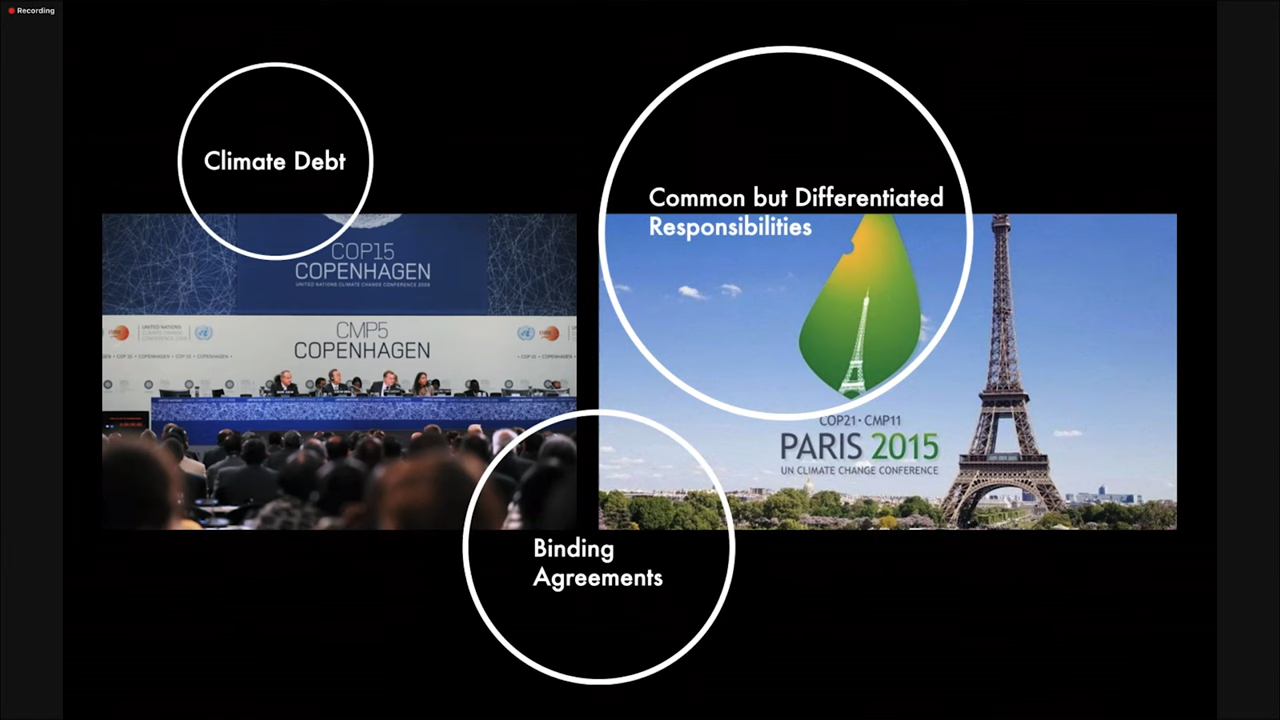 Recording
Climate Debt
Common but Differentiated
Responsibilities
COP15
COPENHAGEN
UNITED NATIONS CLIMATE CHANGE CONFERENCE 2009
CMP5
COPENHAGEN
COP21 · CMP11
PARIS 2015
UN CLIMATE CHANGE CONFERENCE
Binding
Agreements